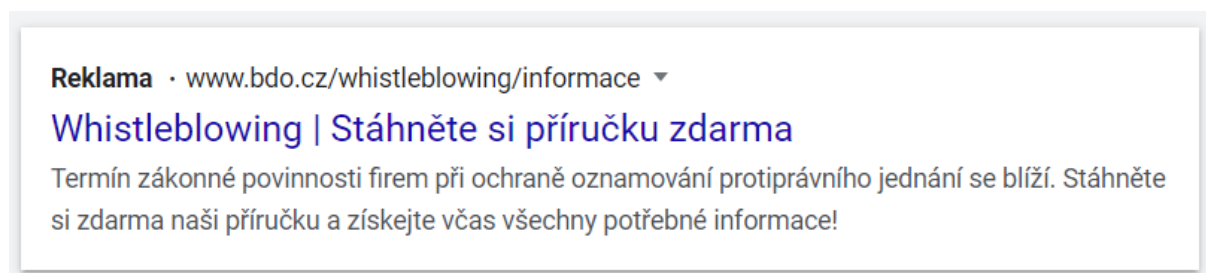 Reklama · www.bdo.cz/whistleblowing/informace
Whistleblowing | Stáhněte si příručku zdarma
Termín zákonné povinnosti firem při ochraně oznamování protiprávního jednání se blíží. Stáhněte
si zdarma naši příručku a získejte včas všechny potřebné informace!